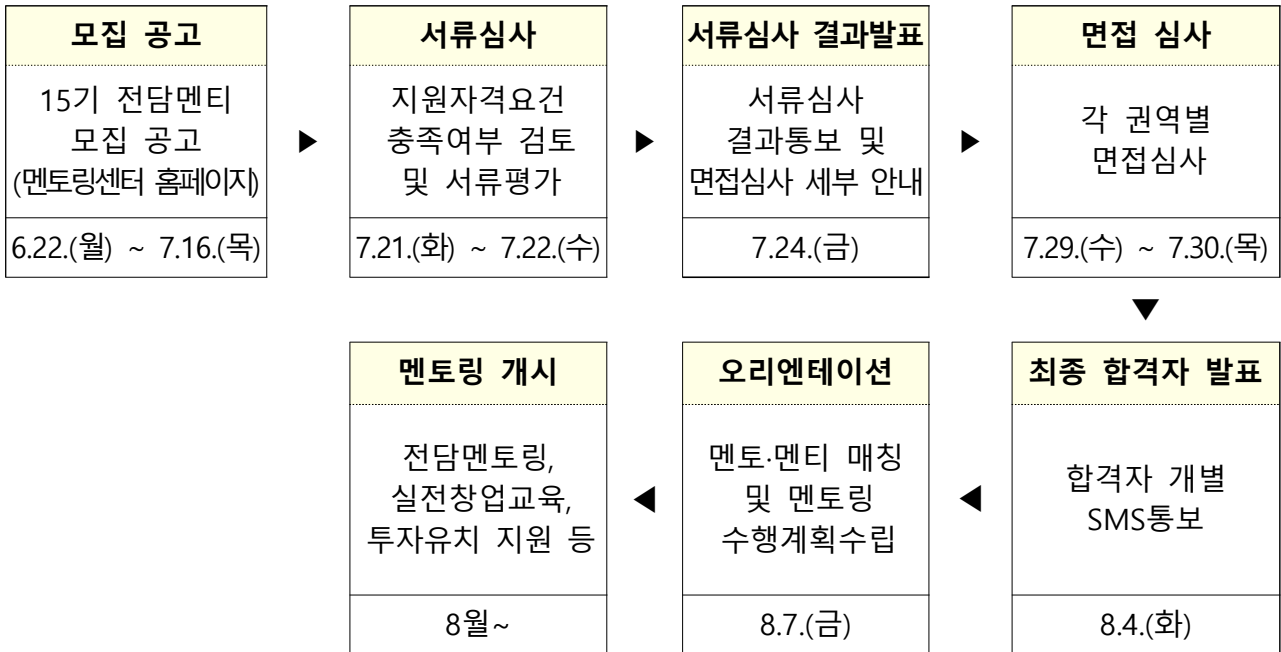 모집 공고
15기 전담멘티
모집 공고
(멘토링센터 홈페이지)
6.22.(월) ~ 7.16.(목)
▶
서류심사
지원자격요건
충족여부 검토
및 서류평가
7.21.(화) ~ 7.22.(수)
▶
서류심사 결과발표
서류심사
결과통보 및
면접심사 세부 안내
7.24.(금)
▶
면접 심사
각 권역별
면접심사
7.29.(수) ~ 7.30.(목)
▼
최종 합격자 발표
합격자 개별
SMS통보
8.4.(화)
◀
오리엔테이션
멘토·멘티 매칭
및 멘토링
수행계획수립
8.7.(금)
◀
멘토링 개시
전담멘토링,
실전창업교육,
투자유치 지원 등
8월~